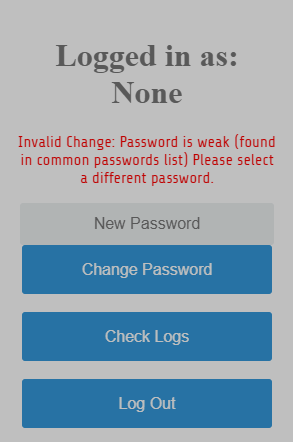 Logged in as:
None
Invalid Change: Password is weak (found
in common passwords list) Please select
a different password.
New Password
Change Password
Check Logs
Log Out